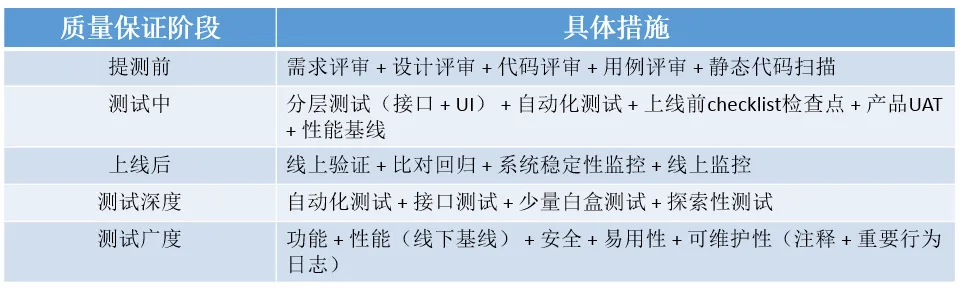 质量保证阶段 具体措施
提测前 需求评审 + 设计评审 + 代码评审 + 用例评审 + 静态代码扫描
测试中 分层测试（接口 + UI） + 自动化测试 + 上线前checklist检查点 + 产品UAT
+ 性能基线
上线后 线上验证 + 比对回归 + 系统稳定性监控 + 线上监控
测试深度 自动化测试 + 接口测试 + 少量白盒测试 + 探索性测试
测试广度 功能 + 性能（线下基线） + 安全 + 易用性 + 可维护性（注释 + 重要行为
日志）